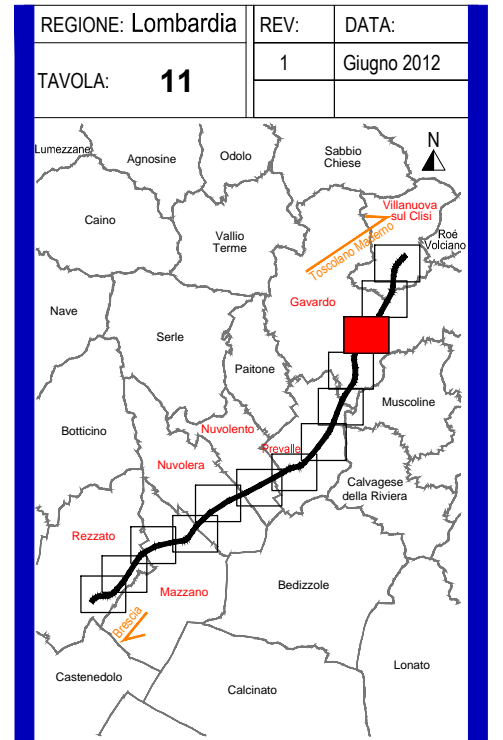 REGIONE: Lombardia
REV:
DATA:
TAVOLA: 11
1
Giugno 2012
Lumezzane
Agnosine
Odolo
Sabbio
Chiese
N
Villanuova
sul Clisi
Caino
Vallio
Terme
Roé
Volciano
Toscolano Maderno
Gavardo
Nave
Serle
Paitone
Muscoline
Botticino
Nuvolento
Prevalle
Nuvolera
Calvagese
della Riviera
Rezzato
Mazzano
Bedizzole
Brescia
Castenedolo
Calcinato
Lonato